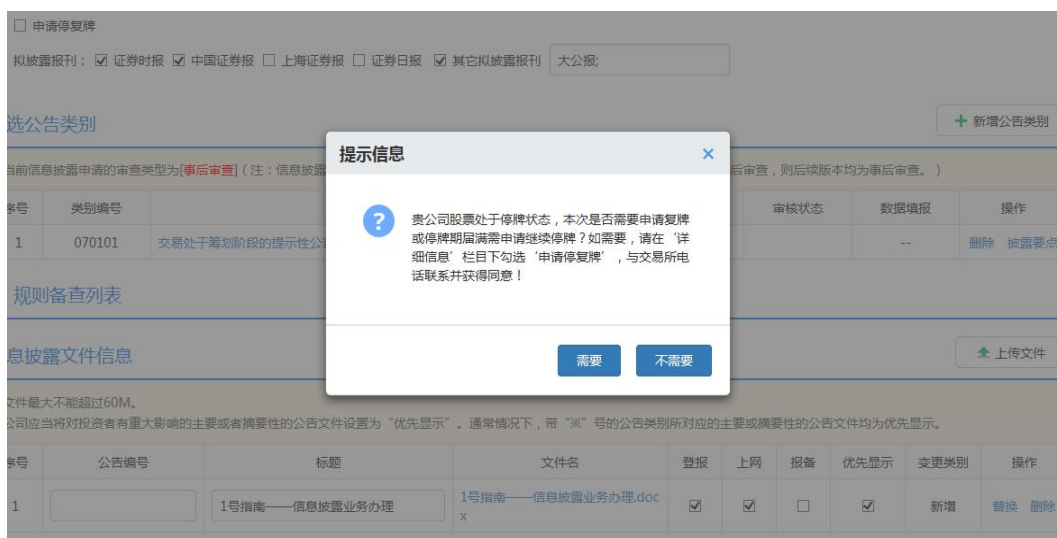 申请停复牌
拟披露报刊： 证券时报 中国证券报 上海证券报 证券日报 其它拟披露报刊 大公报;
选公告类别
新增公告类别
当前信息披露申请的审查类型为[事后审查]（注：信息披露
后审查，则后续版本均为事后审查。）
序号 类别编号 审核状态 数据填报 操作
1 070101 交易处于筹划阶段的提示性公告 -- 删除 披露要点
提示信息
×
?
贵公司股票处于停牌状态，本次是否需要申请复牌
或停牌期届满需申请继续停牌？如需要，请在‘详
细信息’栏目下勾选‘申请停复牌’，与交易所电
话联系并获得同意！
需要 不需要
规则备查列表
息披露文件信息
上传文件
文件最大不能超过60M。
公司应当将对投资者有重大影响的主要或者摘要性的公告文件设置为“优先显示”。通常情况下，带“※”号的公告类别所对应的主要或摘要性的公告文件均为优先显示。
序号 公告编号 标题 文件名 登报 上网 报备 优先显示 变更类别 操作
1 1号指南——信息披露业务办理 1号指南——信息披露业务办理.doc 新增 替换 删除
x